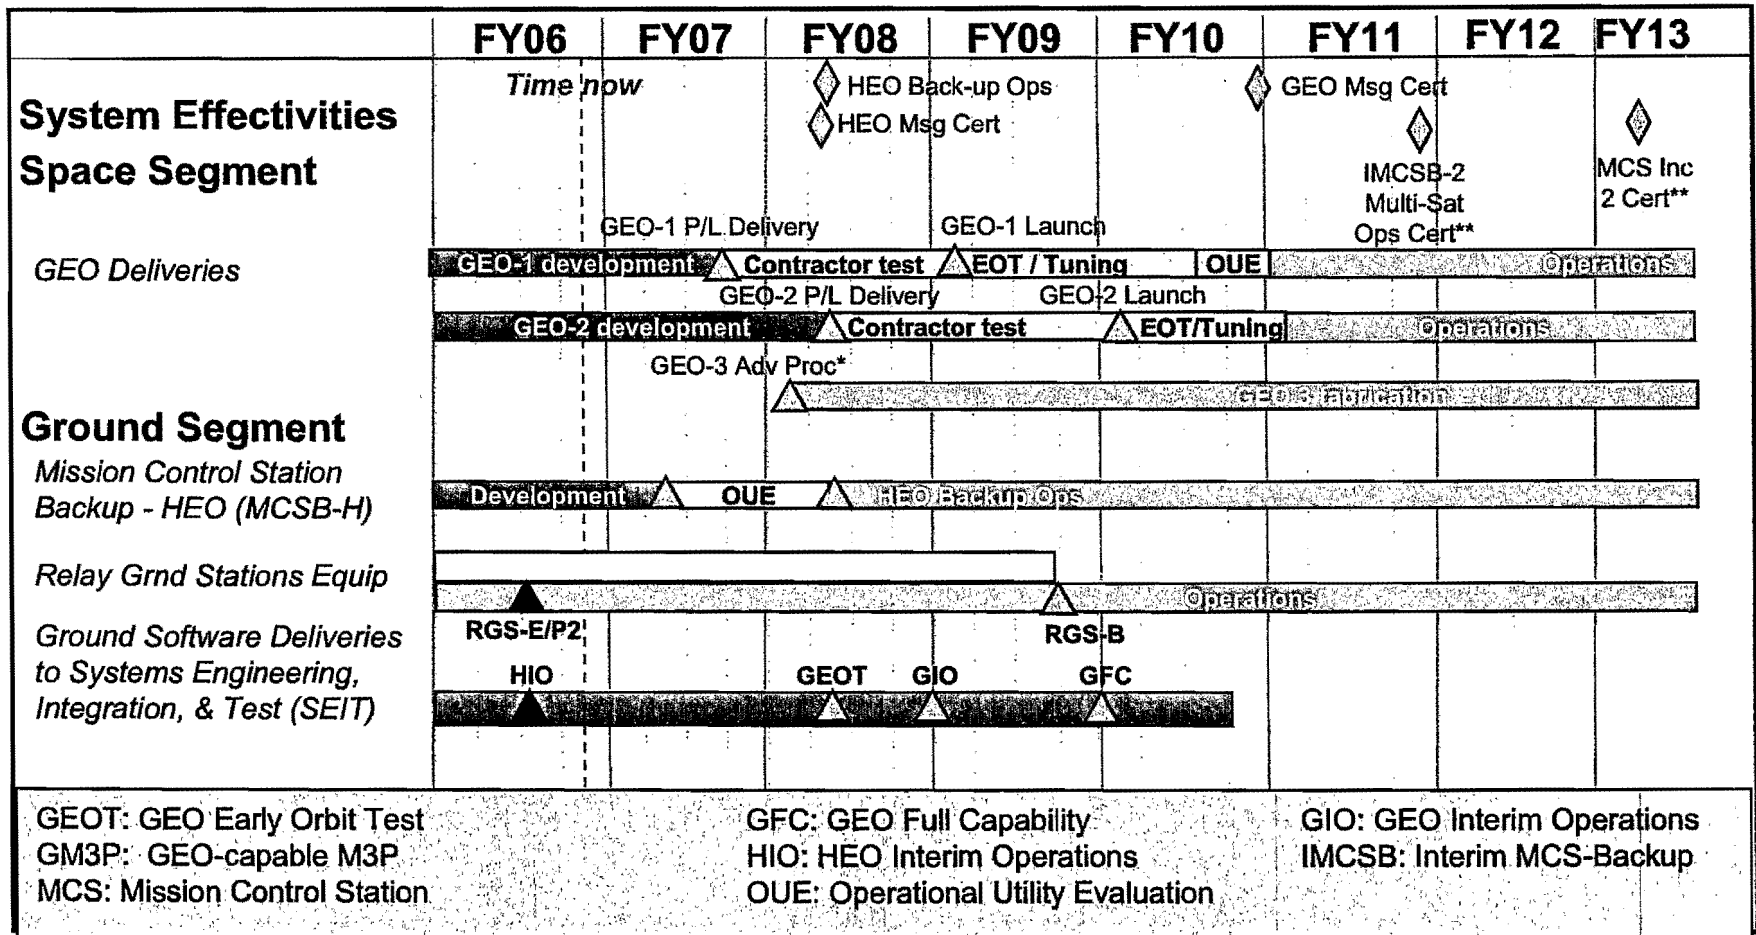 FY06 FY07 FY08 FY09 FY10 FY11 FY12 FY13
Time now
HEO Back-up Ops
GEO Msg Cert
System Effectivities
HEO Msg Cert
Space Segment
IMCSB-2
Multi-Sat
Ops Cert**
MCS Inc
2 Cert**
GEO-1 P/L Delivery
GEO-1 Launch
GEO Deliveries
GEO-1 development
Contractor test
EOT / Tuning
OUE
Operations
GEO-2 P/L Delivery
GEO-2 Launch
GEO-2 development
Contractor test
EOT/Tuning
Operations
GEO-3 Adv Proc*
GEO 3 fabrication
Ground Segment
Mission Control Station
Backup - HEO (MCSB-H)
Development
OUE
HEO Backup Ops
Relay Grnd Stations Equip
Operations
RGS-E/P2
RGS-B
Ground Software Deliveries
to Systems Engineering,
Integration, & Test (SEIT)
HIO
GEOT
GIO
GFC
GEOT: GEO Early Orbit Test
GM3P: GEO-capable M3P
MCS: Mission Control Station
GFC: GEO Full Capability
HIO: HEO Interim Operations
OUE: Operational Utility Evaluation
GIO: GEO Interim Operations
IMCSB: Interim MCS-Backup